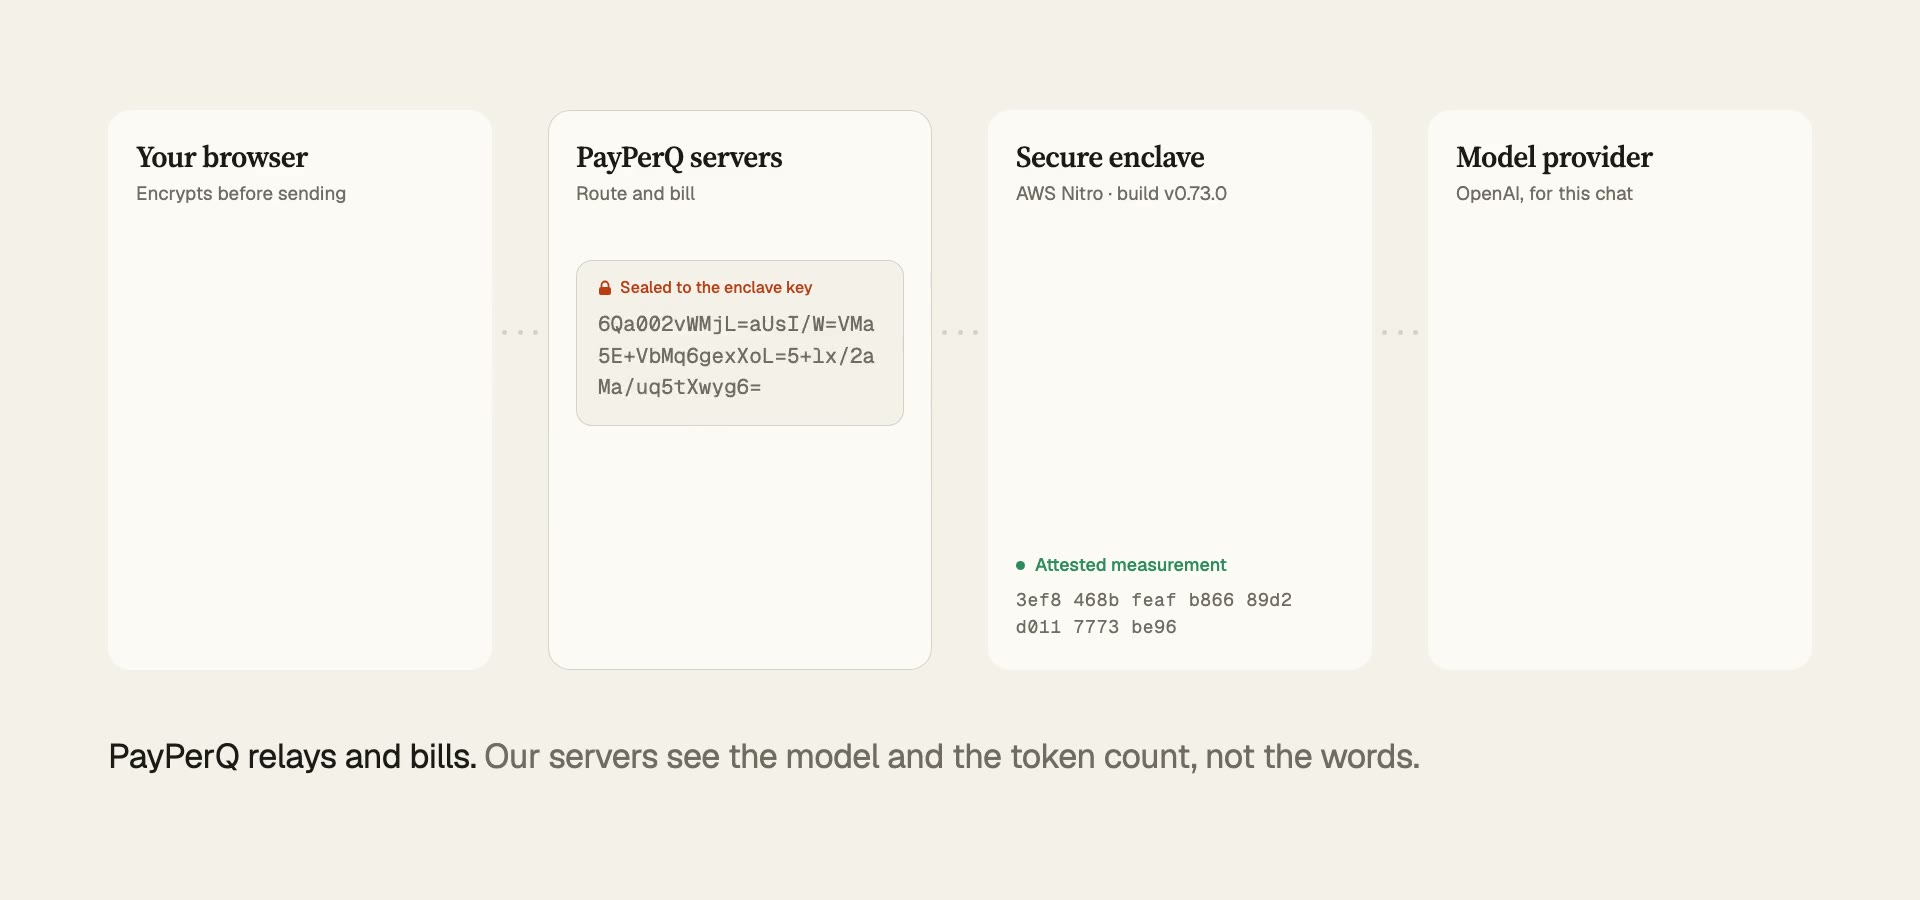 Your browser
Encrypts before sending
PayPerQ servers
Route and bill
Sealed to the enclave key
6Qa002vWMjL=aUsI/W=VMa
5E+VbMq6gexXoL=5+lx/2a
Ma/uq5tXwyg6=
Secure enclave
AWS Nitro · build v0.73.0
Attested measurement
3ef8 468b feaf b866 89d2
d011 7773 be96
Model provider
OpenAI, for this chat
PayPerQ relays and bills. Our servers see the model and the token count, not the words.